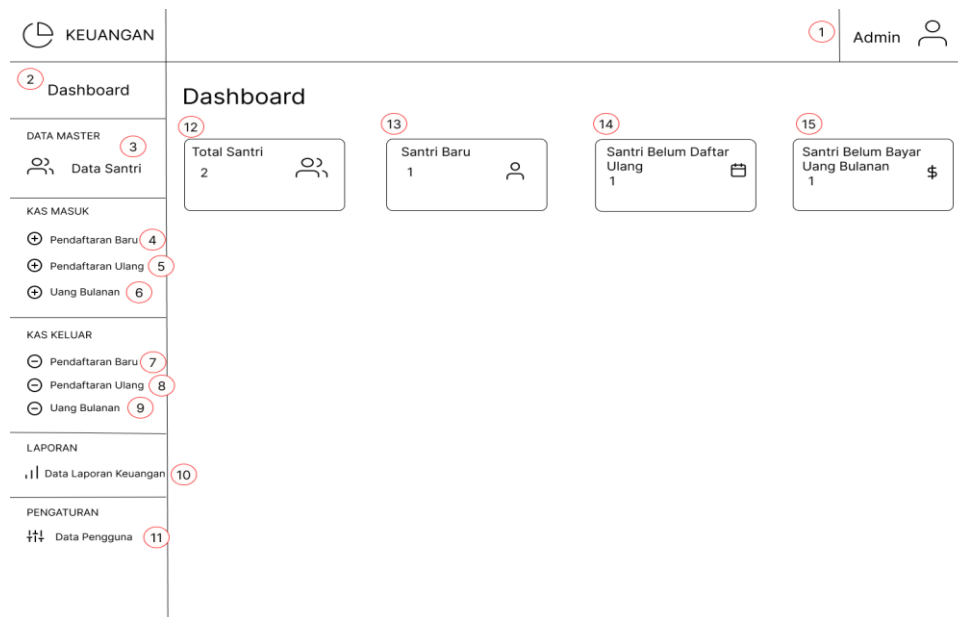 KEUANGAN
1
Admin
2
Dashboard
DATA MASTER
3
Data Santri
KAS MASUK
Pendaftaran Baru 4
Pendaftaran Ulang 5
Uang Bulanan 6
KAS KELUAR
Pendaftaran Baru 7
Pendaftaran Ulang 8
Uang Bulanan 9
LAPORAN
Data Laporan Keuangan 10
PENGATURAN
Data Pengguna 11
Dashboard
12
Total Santri
2
13
Santri Baru
1
14
Santri Belum Daftar
Ulang
1
15
Santri Belum Bayar
Uang Bulanan
1
$